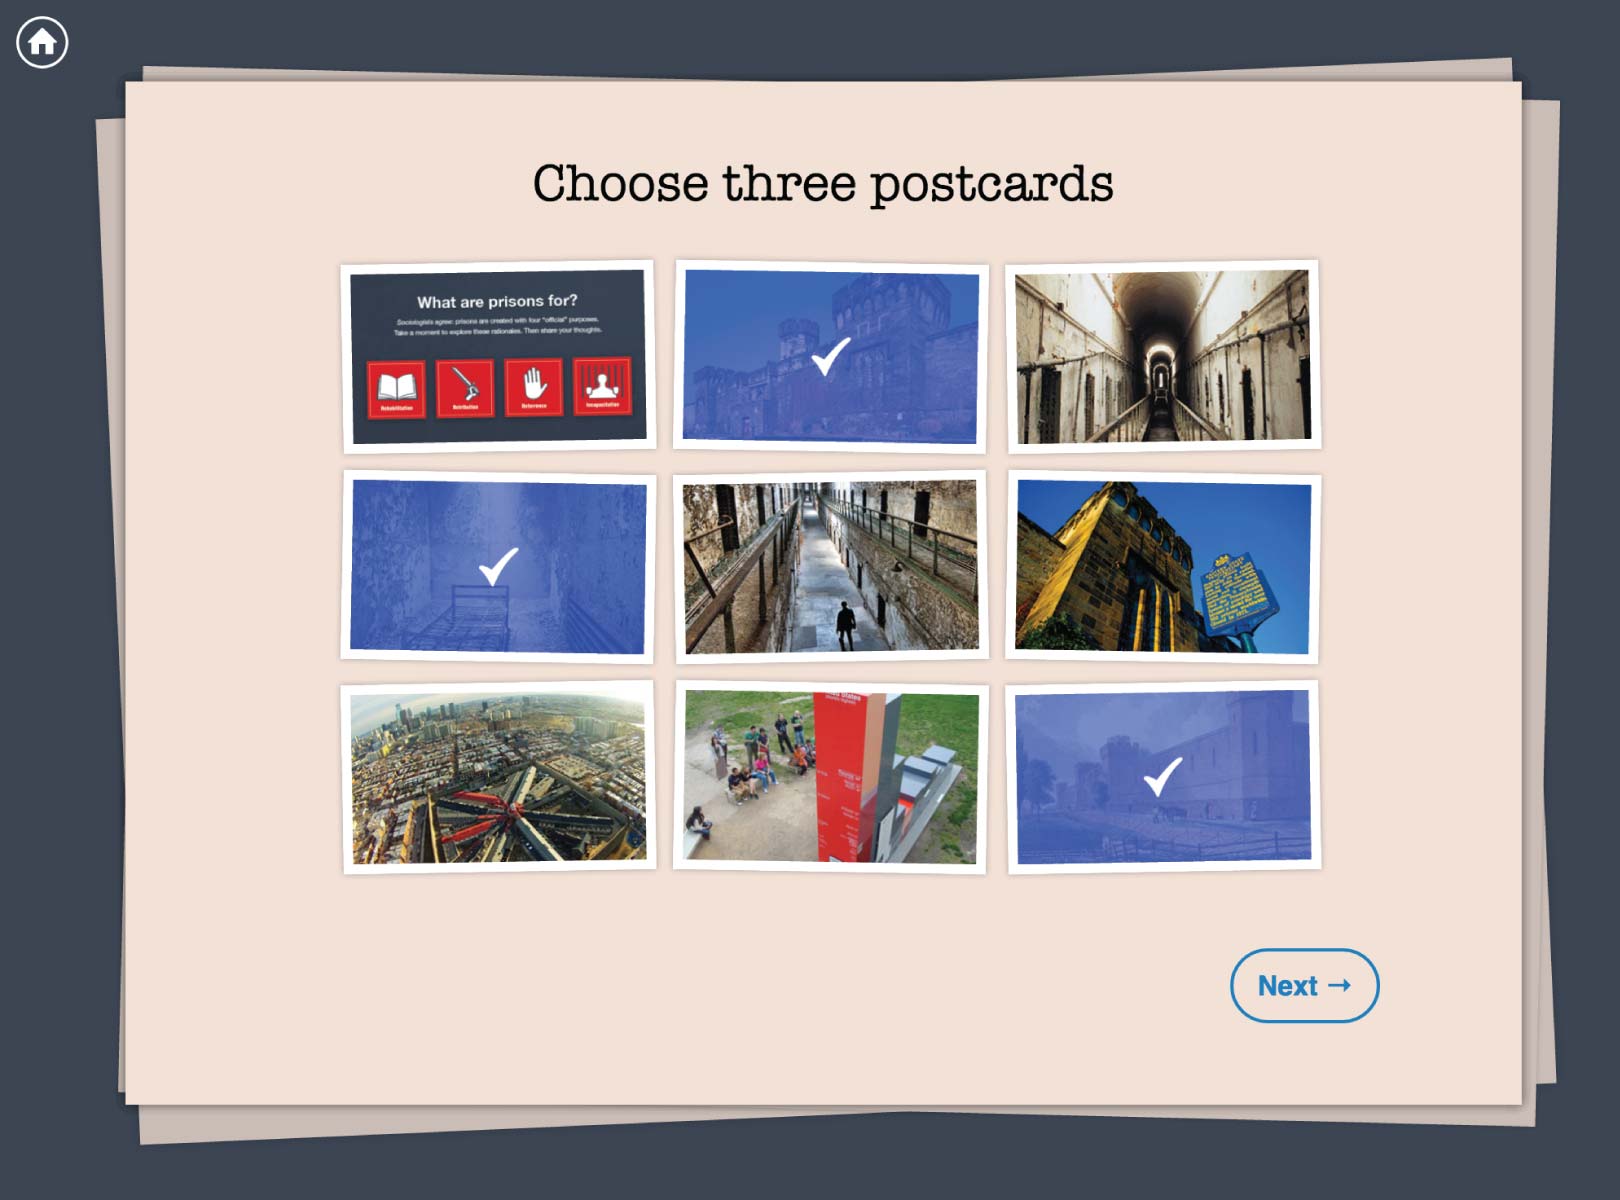 Choose three postcards
What are prisons for?
Sociologists agree: prisons are created with four "official" purposes.
Take a moment to explore these rationales. Then share your thoughts.
Rehabilitation
Retribution
Deterrence
Incapacitation
Next →